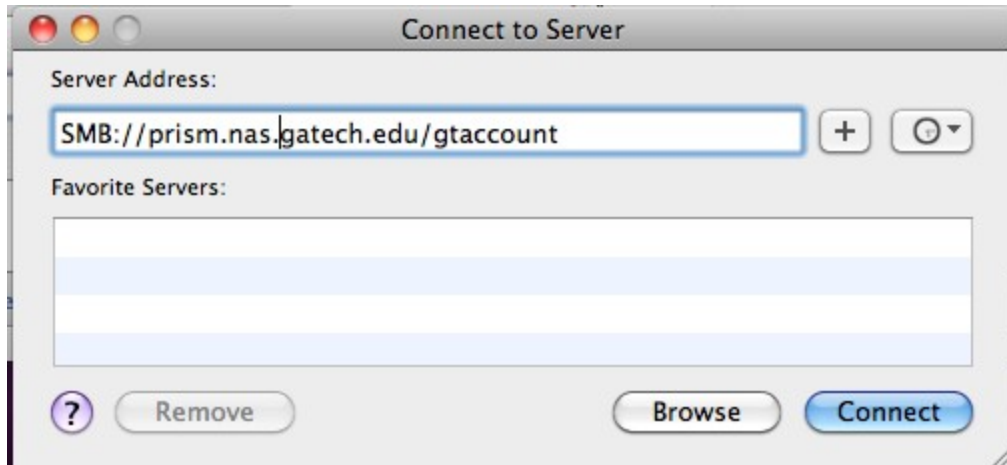 Connect to Server
Server Address:
SMB://prism.nas.gatech.edu/gtaccount
+
Favorite Servers:
?
Remove
Browse
Connect